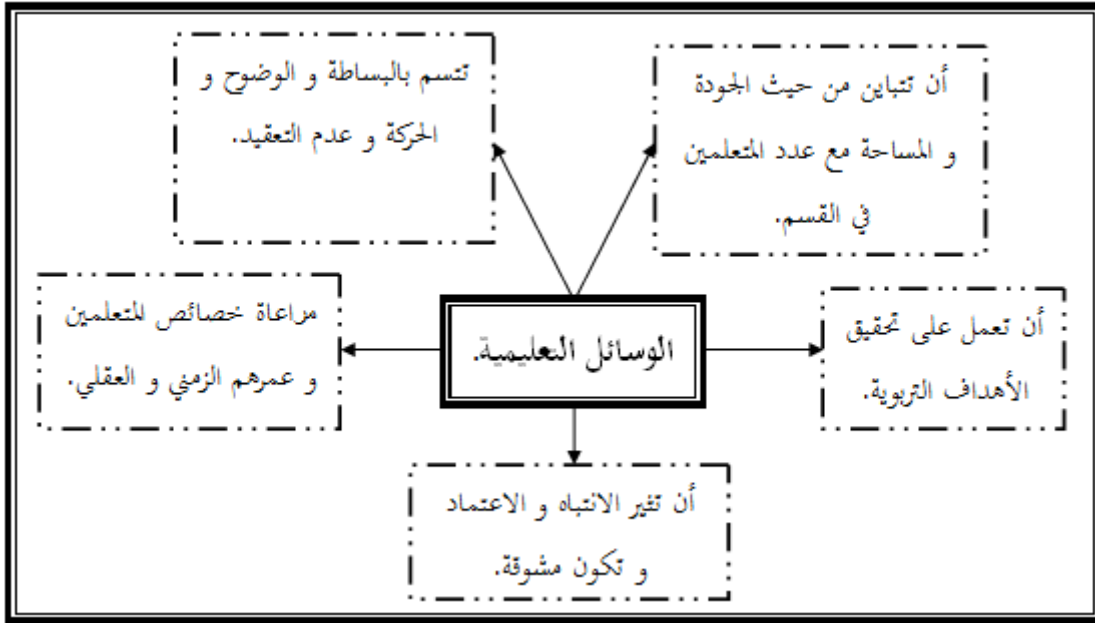 أن تتباين من حيث الجودة
و المساحة مع عدد المتعلمين
في القسم.
تتسم بالبساطة و الوضوح و
الحركة و عدم التعقيد.
أن تعمل على تحقيق
الأهداف التربوية.
الوسائل التعليمية.
مراعاة خصائص المتعلمين
و عمرهم الزمني و العقلي.
أن تثير الانتباه و الاعتماد
و تكون مشوقة.